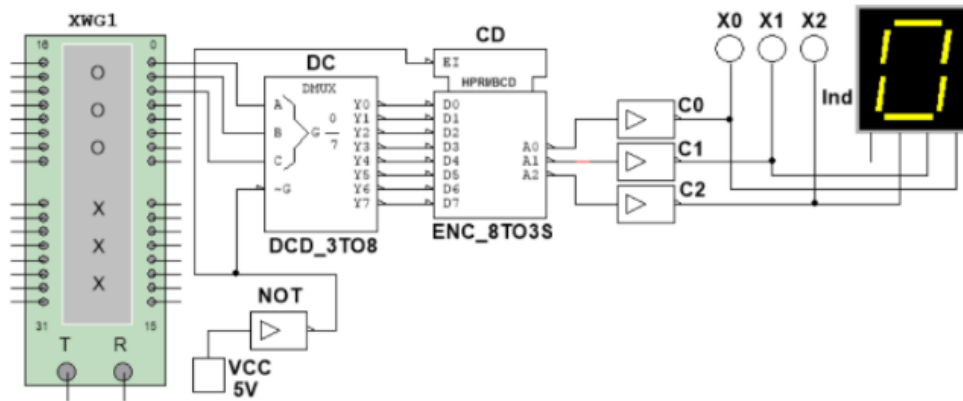 XWG1
16 0
O
O
O
X
X
X
31 15
T R
DC
DMUX
A
B
C
G 0
7
~G
Y0
Y1
Y2
Y3
Y4
Y5
Y6
Y7
DCD_3TO8
NOT
VCC
5V
CD
EI
HPRI/BCD
D0
D1
D2
D3
D4
D5
D6
D7
A0
A1
A2
ENC_8TO3S
C0
C1
C2
X0 X1 X2
Ind
0